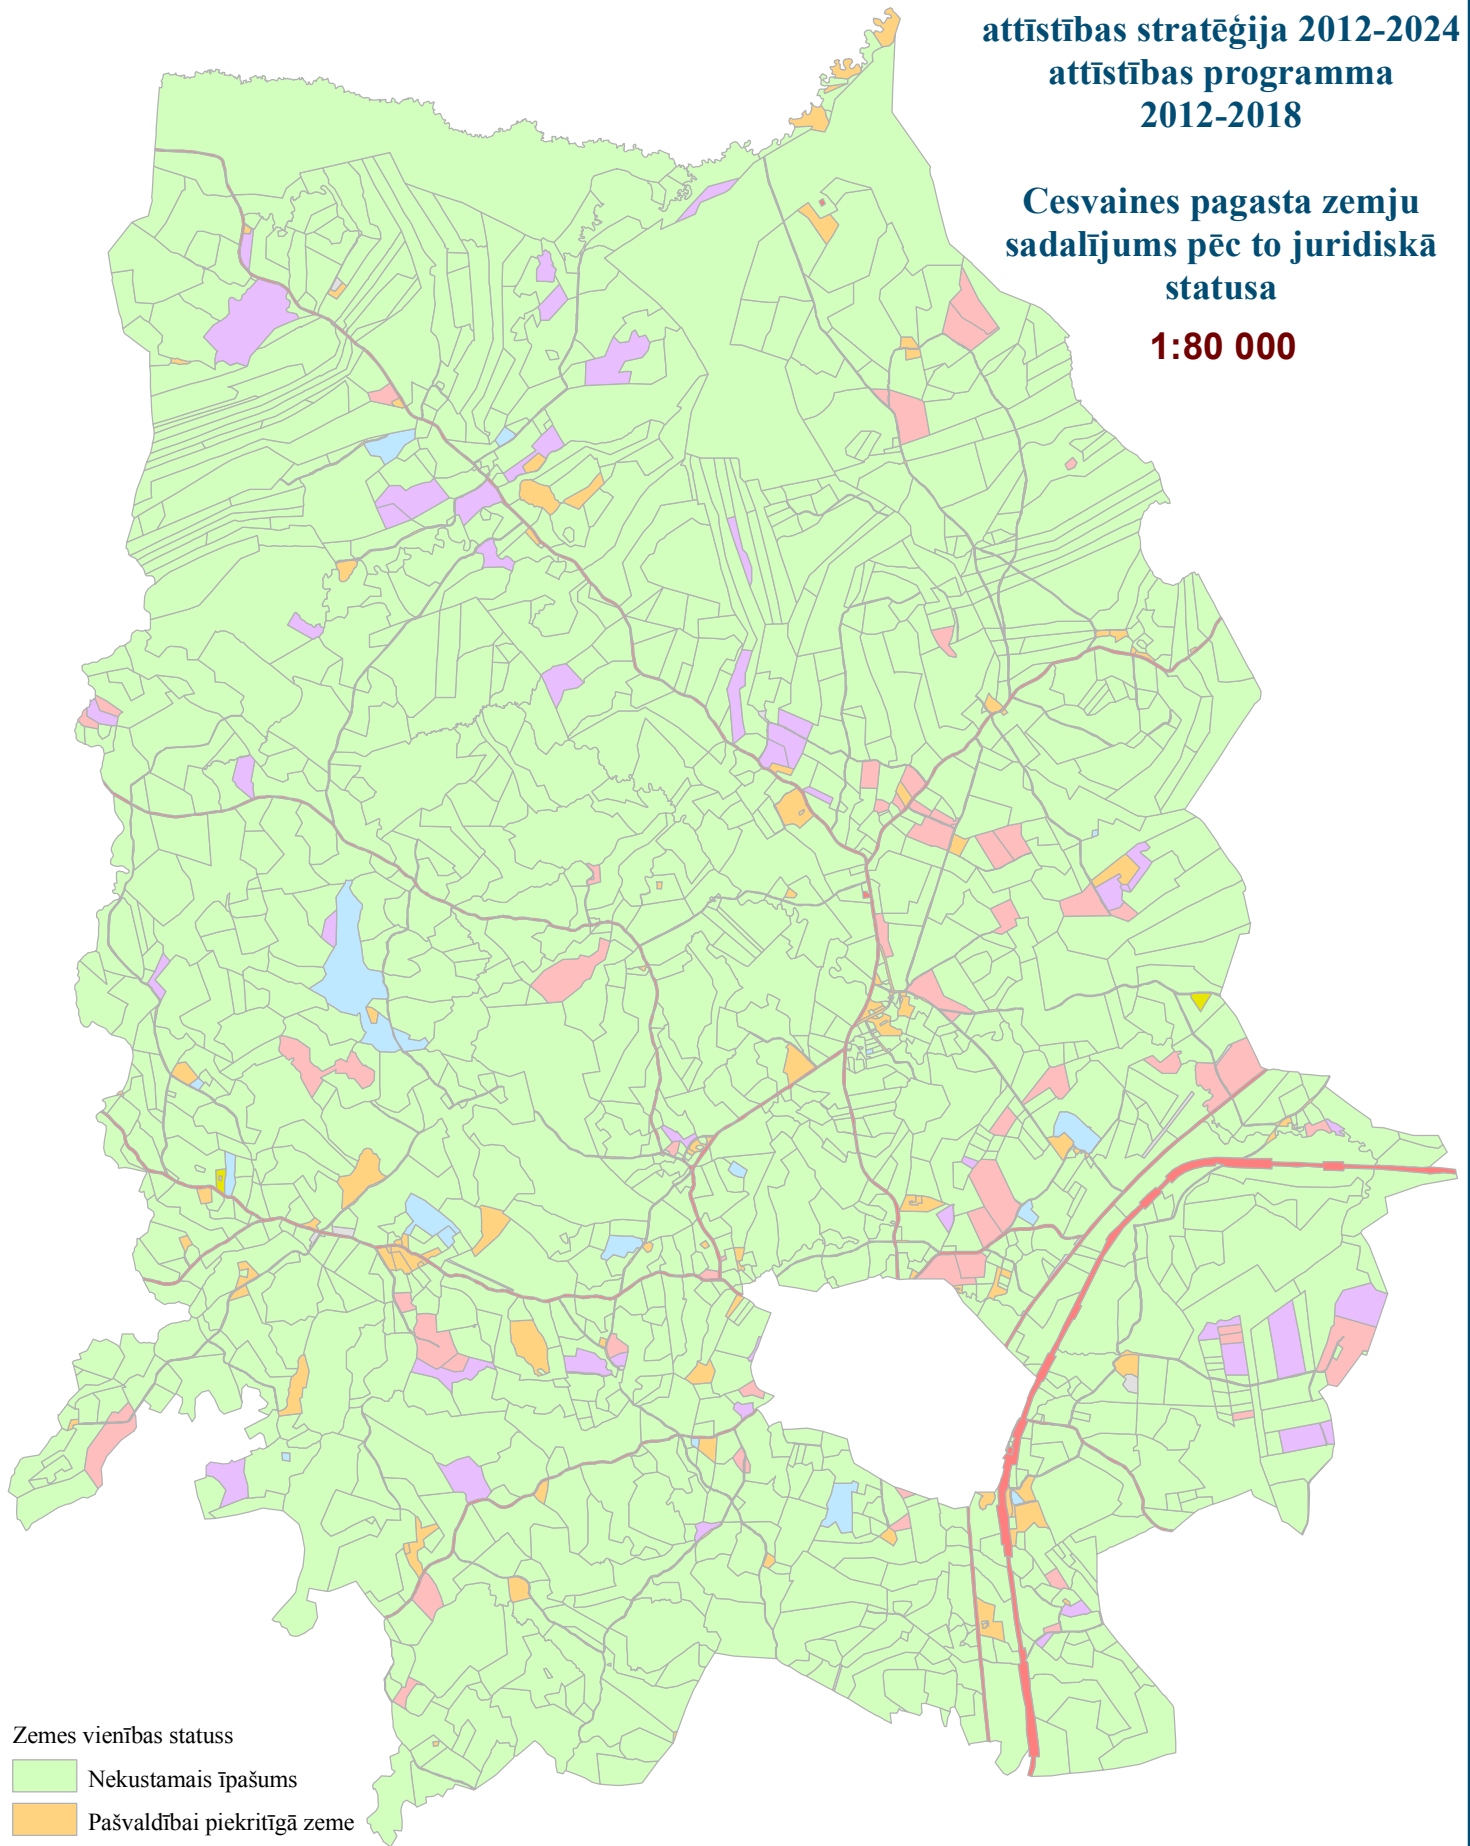 attīstības stratēģija 2012-2024
attīstības programma
2012-2018
Cesvaines pagasta zemju
sadalījums pēc to juridiskā
statusa
1:80 000
Zemes vienības statuss
Nekustamais īpašums
Pašvaldībai piekritīgā zeme